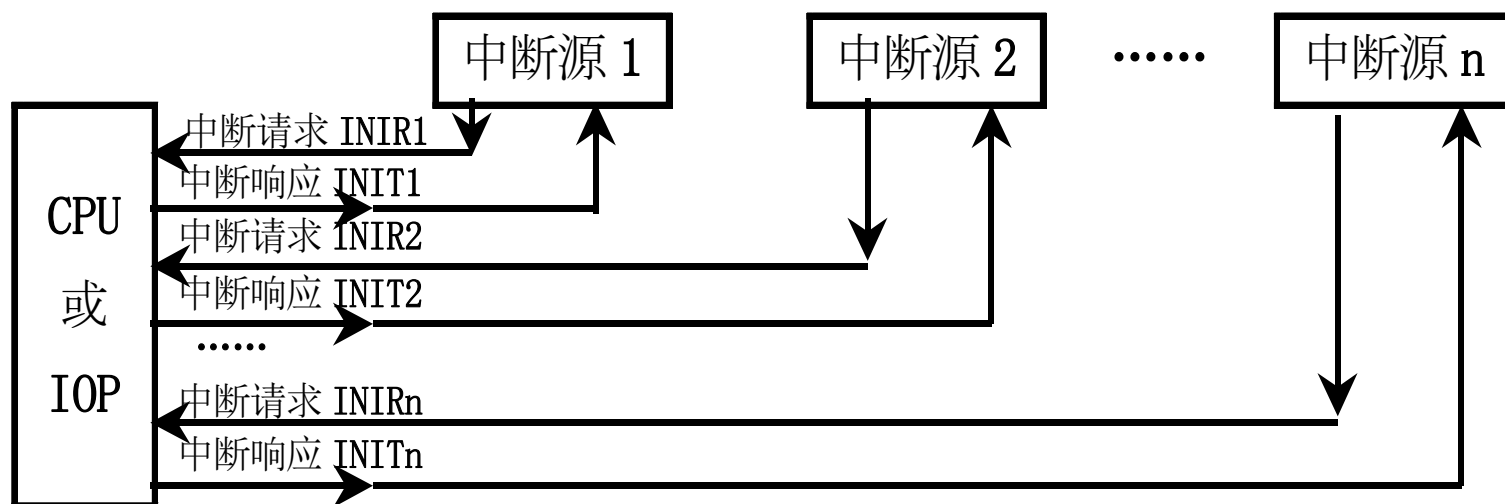 中断源 1
中断源 2
······
中断源 n
中断请求 INIR1
中断响应 INIT1
中断请求 INIR2
中断响应 INIT2
······
中断请求 INIRn
中断响应 INITn
CPU
或
IOP